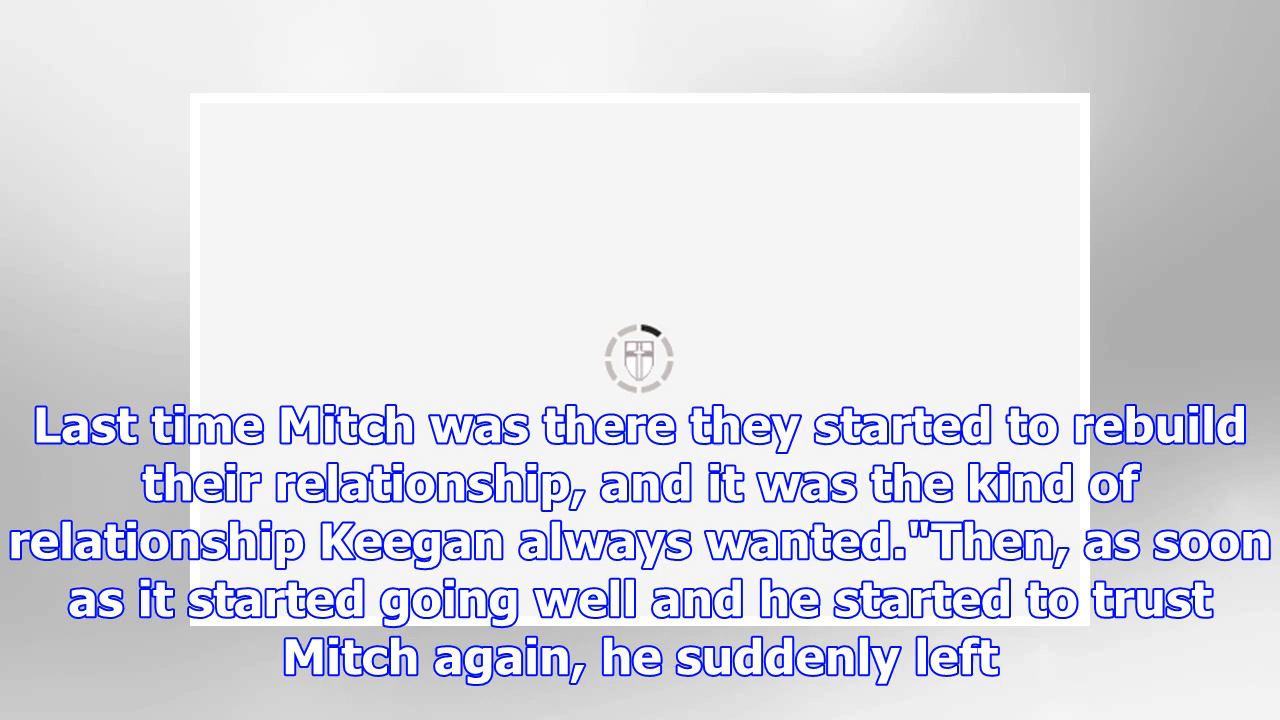 Last time Mitch was there they started to rebuild
their relationship, and it was the kind of
relationship Keegan always wanted."Then, as soon
as it started going well and he started to trust
Mitch again, he suddenly left